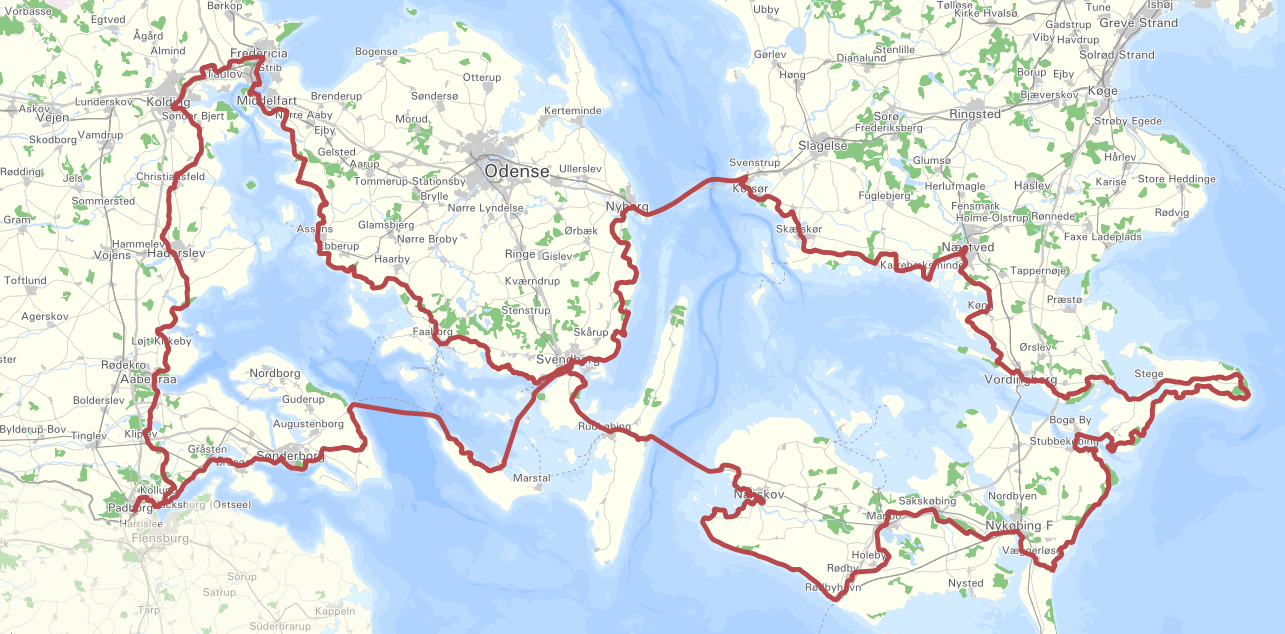 Vorbasse
Børkop
Egtved
Ågård
Almind
Fredericia
Strib
Taulov
Bogense
Otterup
Kolding
Middelfart
Brenderup
Søndersø
Kerteminde
Lunderskov
Askov
Vejen
Sønder Bjert
Nørre Aaby
Morud
Ejby
Skodborg
Vamdrup
Gelsted
Aarup
Odense
Ullerslev
Rødding
Jels
Christiansfeld
Tommerup Stationsby
Brylle
Sommersted
Nørre Lyndelse
Nyborg
Gram
Glamsbjerg
Assens
Ørbæk
Hammelev
Vojens
Haderslev
Ebberup
Nørre Broby
Haarby
Ringe
Gislev
Toftlund
Kværndrup
Agerskov
Stenstrup
Faaborg
Skårup
Løjt Kirkeby
Svendborg
Rødekro
Aabenraa
Nordborg
Bolderslev
Guderup
Augustenborg
Rudkøbing
Bylderup-Bov
Tinglev
Kliplev
Gråsten
Sønderborg
Marstal
Kollund
Padborg
Harrislee
Flensburg
Sörup
Satrup
Tarp
Kappeln
Süderbrarup
Ubby
Tølløse
Kirke Hvalsø
Tune
Ishøj
Greve Strand
Gadstrup
Viby
Havdrup
Gørlev
Stenlille
Dianalund
Solrød Strand
Høng
Borup
Ejby
Køge
Bjæverskov
Sorø
Frederiksberg
Ringsted
Strøby Egede
Slagelse
Svenstrup
Glumsø
Hårlev
Korsør
Herlufmagle
Haslev
Karise
Store Heddinge
Fuglebjerg
Fensmark
Holme-Olstrup
Rønnede
Rødvig
Skælskør
Næstved
Faxe Ladeplads
Karrebæksminde
Tappernøje
Køng
Præstø
Ørslev
Vordingborg
Stege
Bogø By
Stubbekøbing
Nakskov
Sakskøbing
Nordbyen
Maribo
Nykøbing F
Holeby
Væggerløse
Rødby
Rødbyhavn
Nysted